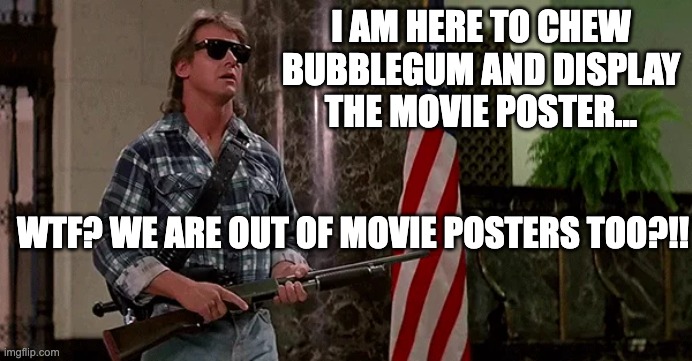 I AM HERE TO CHEW
BUBBLEGUM AND DISPLAY
THE MOVIE POSTER...
WTF? WE ARE OUT OF MOVIE POSTERS TOO?!!
imgflip.com